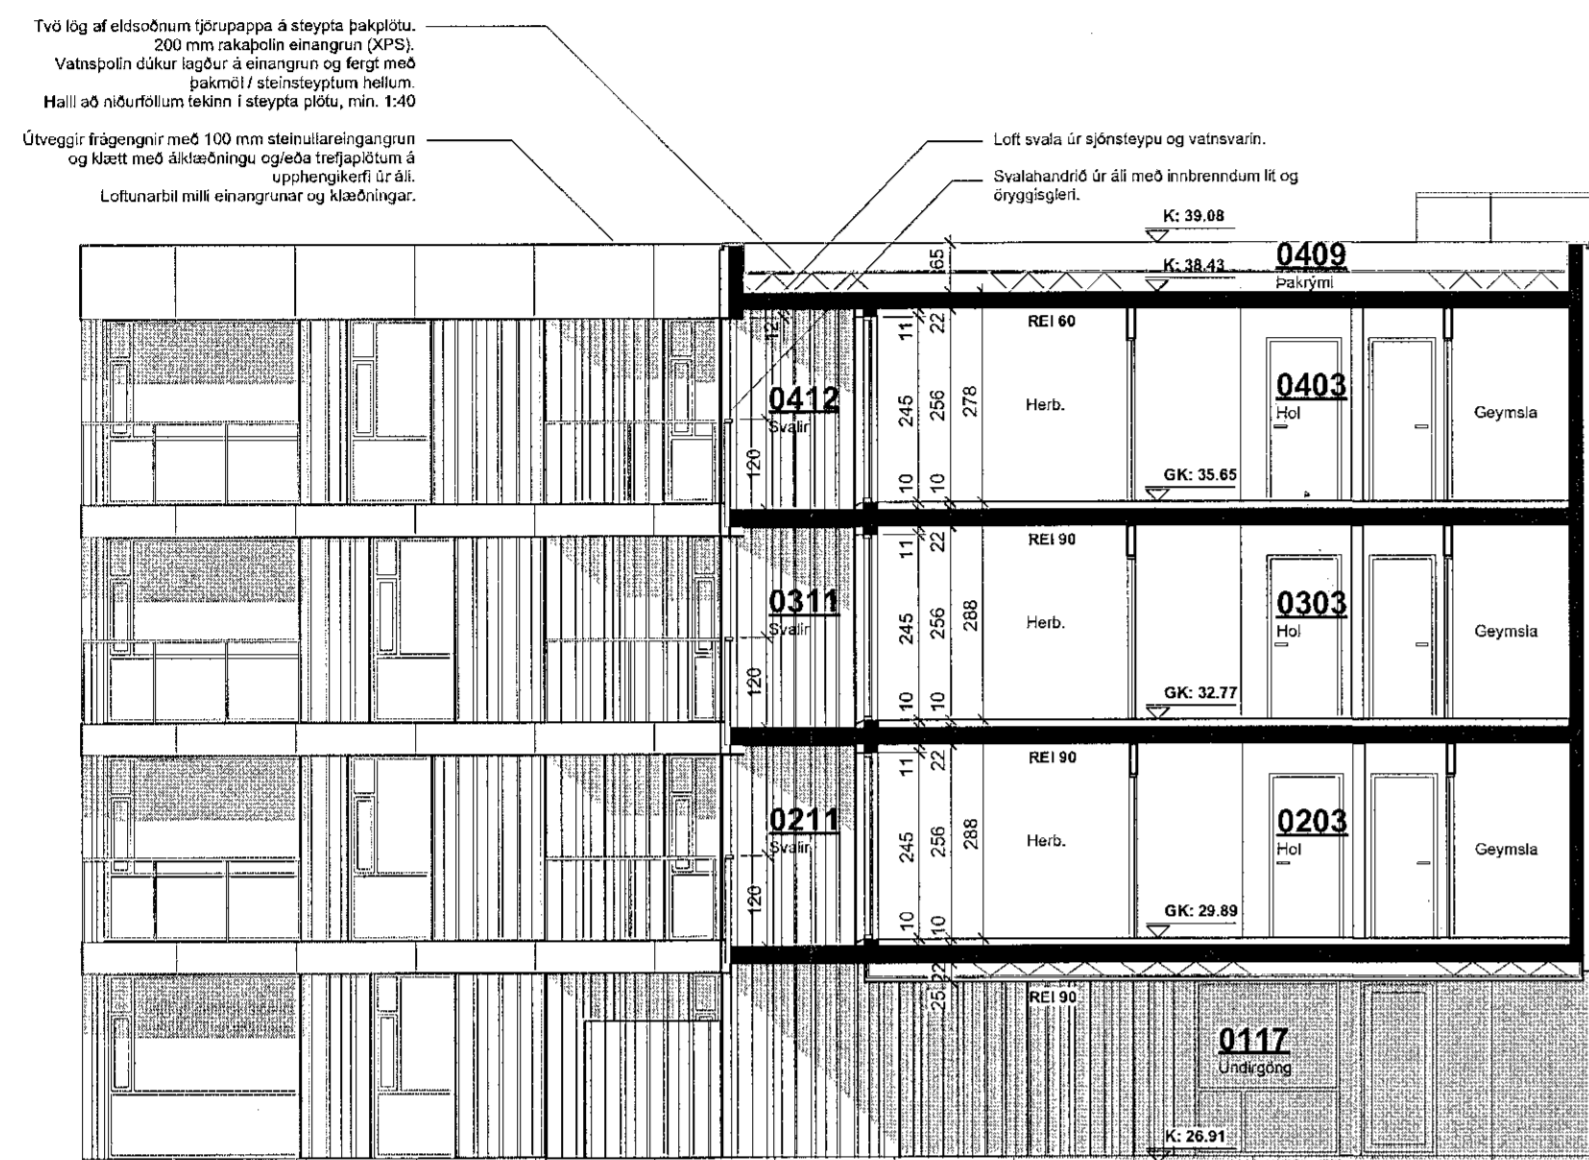 Tvö lög af eldsoðnum tjörupappa á steypta þakplötu.
200 mm rakaþolin einangrun (XPS).
Vatnsþolin dúkur lagður á einangrun og fergt með
þakmöl / steinsteyptum hellum.
Halli að niðurföllum tekinn í steypta plötu, min. 1:40
Útveggir frágengnir með 100 mm steinullareingangrun
og klætt með álklæðningu og/eða trefjaplötum á
upphengikerfi úr áli.
Loftunarbil milli einangrunar og klæðningar.
Loft svala úr sjónsteypu og vatnsvarin.
Svalahandrið úr áli með innbrenndum lit og
öryggisgleri.
K: 39.08
65
K: 38.43
0409
Þakrými
12
11
22
REI 60
0412
Svalir
120
245
256
278
Herb.
0403
Hol
Geymsla
10
10
GK: 35.65
11
22
REI 90
0311
Svalir
120
245
256
288
Herb.
0303
Hol
Geymsla
10
10
GK: 32.77
11
22
REI 90
0211
Svalir
120
245
256
288
Herb.
0203
Hol
Geymsla
10
10
GK: 29.89
22
25
REI 90
0117
Undirgöng
K: 26.91